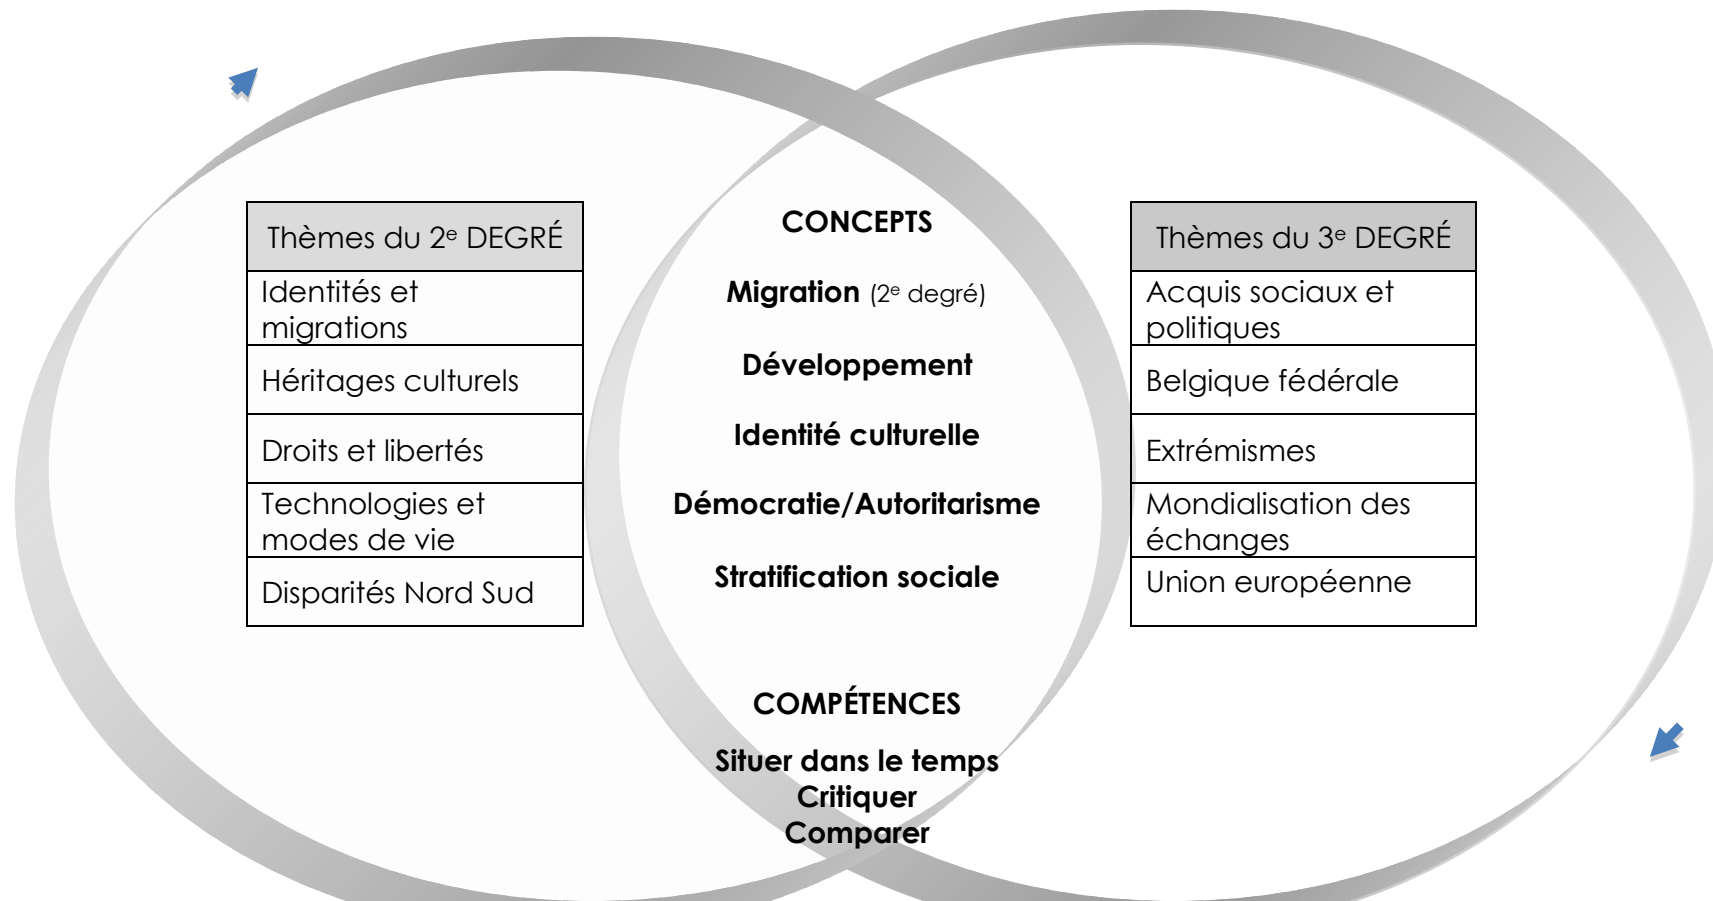 Thèmes du 2e DEGRÉ
Identités et
migrations
Héritages culturels
Droits et libertés
Technologies et
modes de vie
Disparités Nord Sud
CONCEPTS
Migration (2e degré)
Développement
Identité culturelle
Démocratie/Autoritarisme
Stratification sociale
COMPÉTENCES
Situer dans le temps
Critiquer
Comparer
Thèmes du 3e DEGRÉ
Acquis sociaux et
politiques
Belgique fédérale
Extrémismes
Mondialisation des
échanges
Union européenne